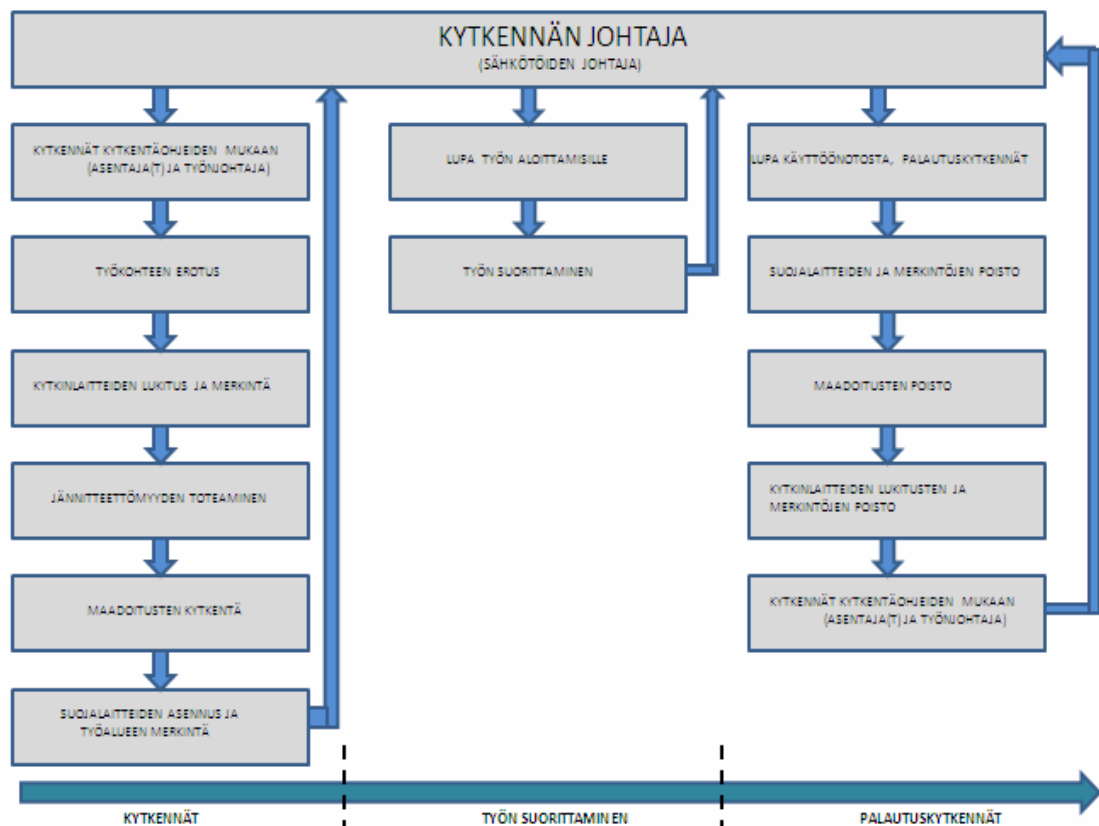 KYTKENNÄN JOHTAJA
(SÄHKÖTÖIDEN JOHTAJA)
KYTKENNÄT KYTKENTÄOHJEIDEN MUKAAN
(ASENTAJA(T) JA TYÖNJOHTAJA)
TYÖKOHTEEN EROTUS
KYTKINLAITTEIDEN LUKITUS JA MERKINTÄ
JÄNNITTEETTÖMYYDEN TOTEAMINEN
MAADOITUSTEN KYTKENTÄ
SUOJALAITTEIDEN ASENNUS JA
TYÖALUEEN MERKINTÄ
LUPA TYÖN ALOITTAMISILLE
TYÖN SUORITTAMINEN
LUPA KÄYTTÖÖNOTOSTA, PALAUTUSKYTKENNÄT
SUOJALAITTEIDEN JA MERKINTÖJEN POISTO
MAADOITUSTEN POISTO
KYTKINLAITTEIDEN LUKITUSTEN JA
MERKINTÖJEN POISTO
KYTKENNÄT KYTKENTÄOHJEIDEN MUKAAN
(ASENTAJA(T) JA TYÖNJOHTAJA)
KYTKENNÄT
TYÖN SUORITTAMINEN
PALAUTUSKYTKENNÄT